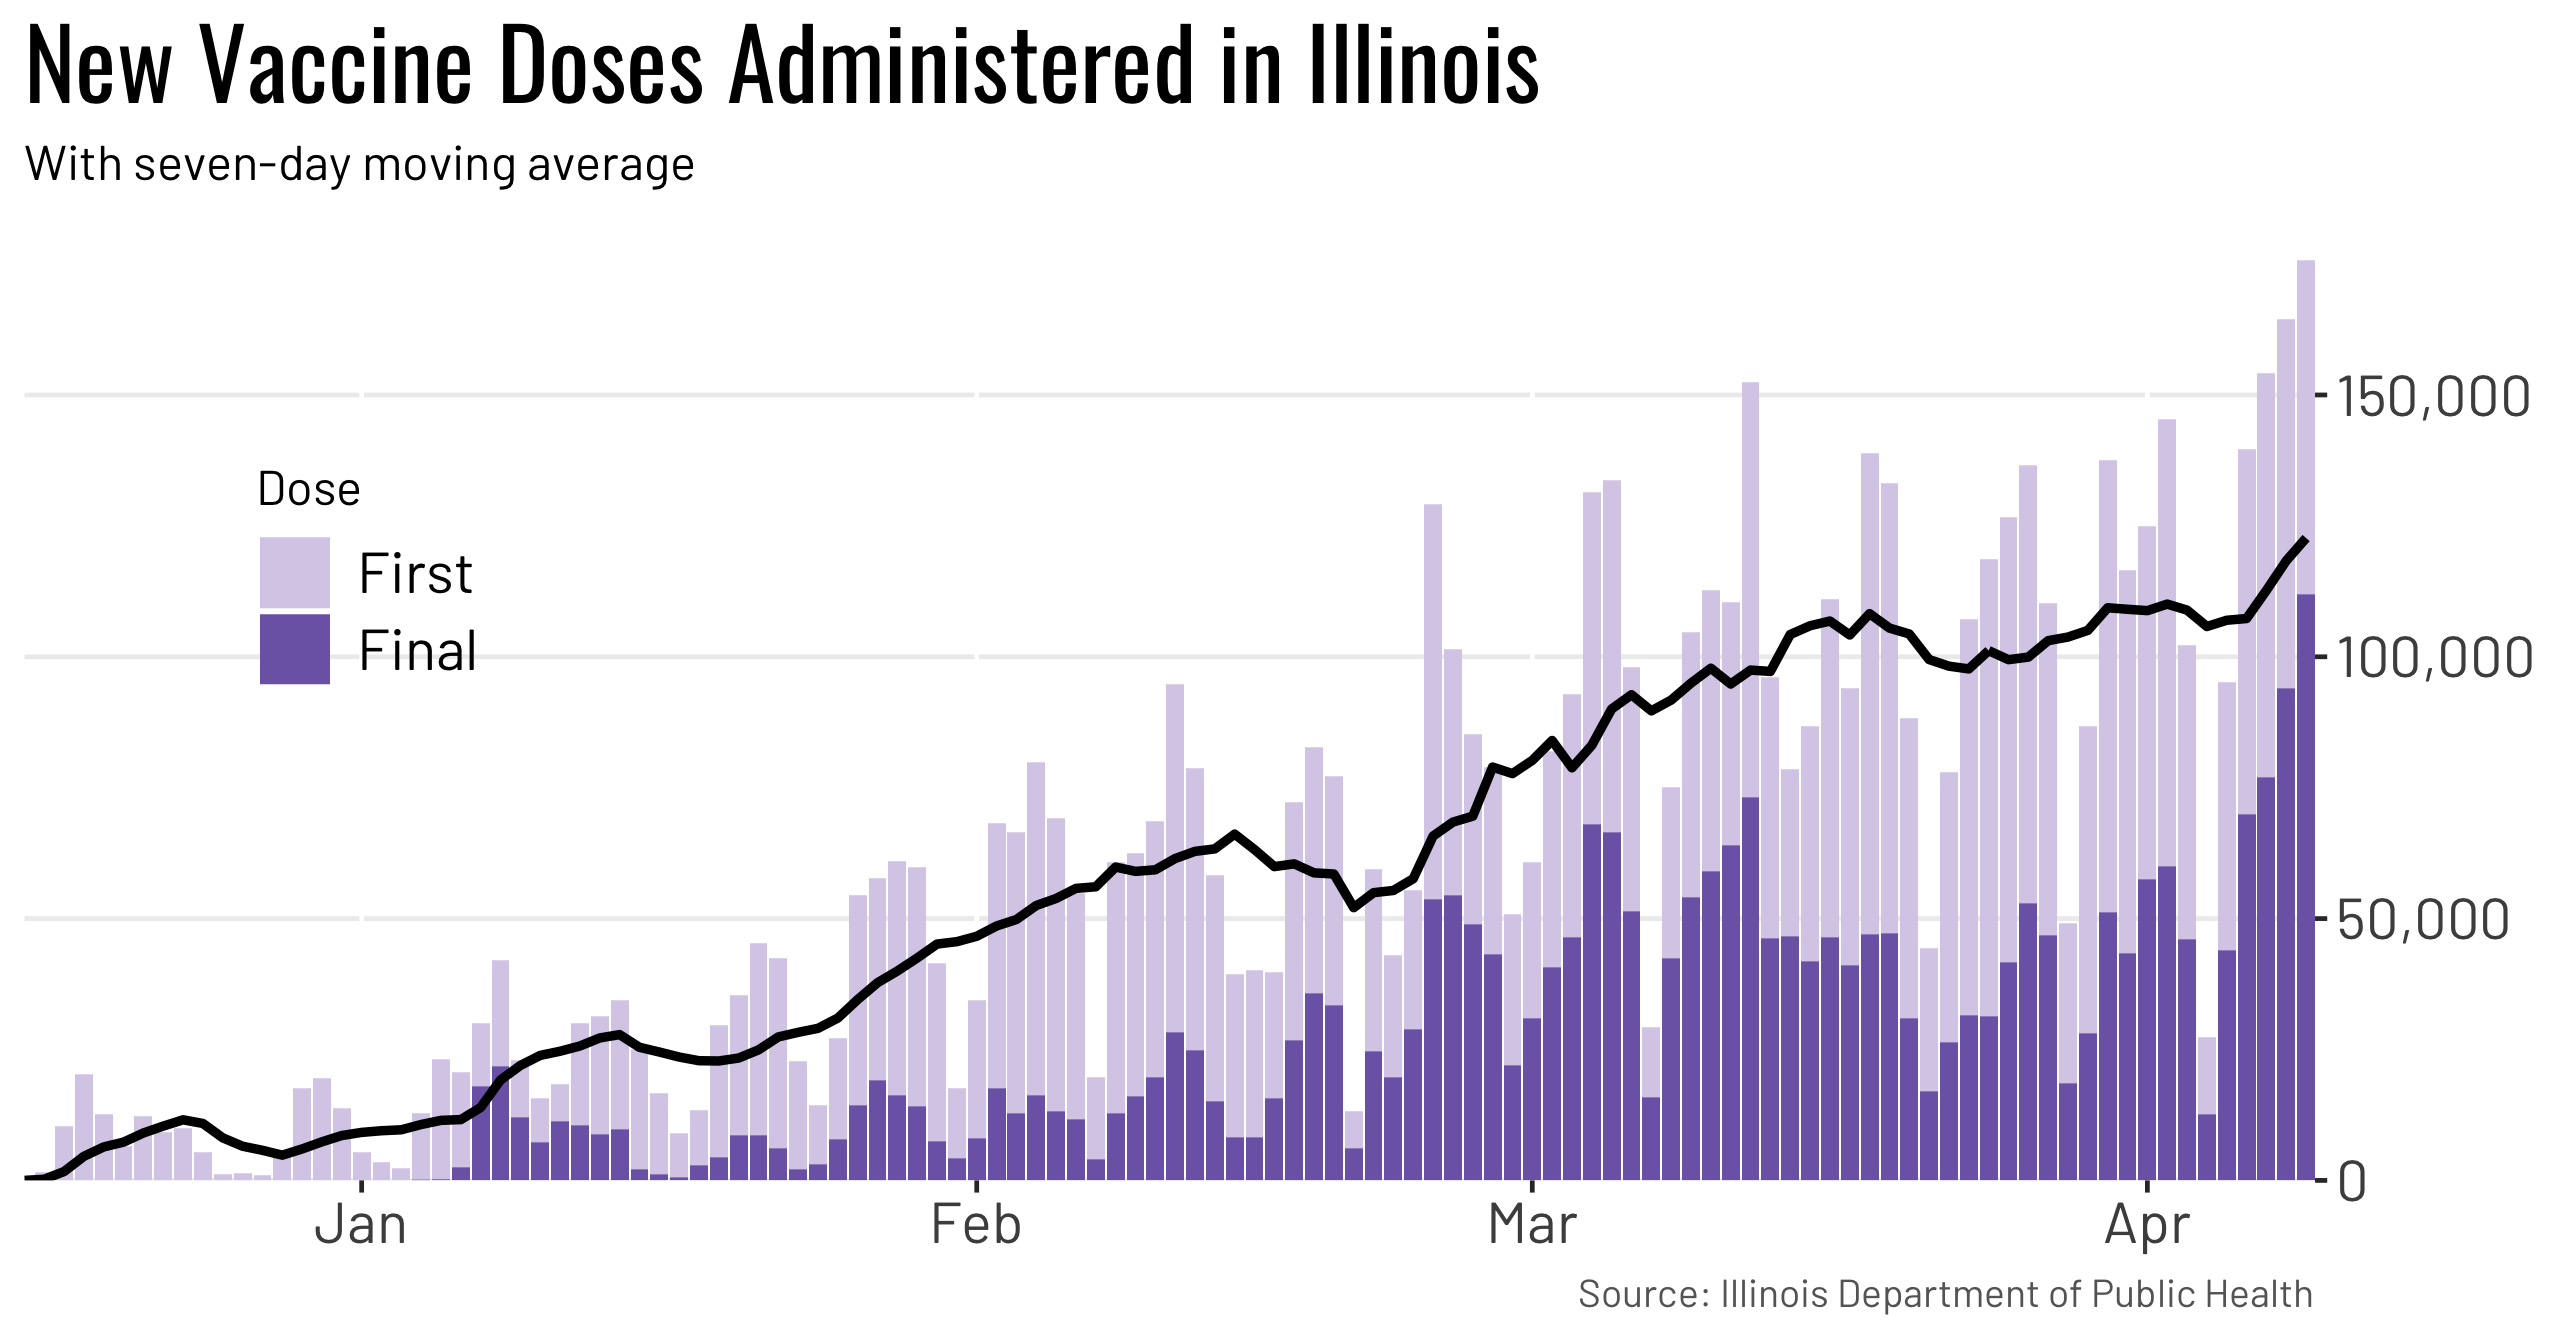 New Vaccine Doses Administered in Illinois
With seven-day moving average
150,000
Dose
First
Final
100,000
50,000
0
Jan Feb Mar Apr
Source: Illinois Department of Public Health